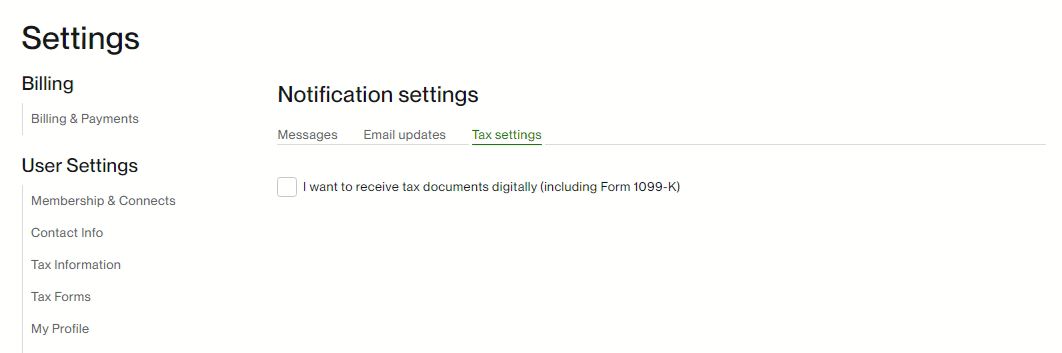 Settings
Billing
Billing & Payments
User Settings
Membership & Connects
Contact Info
Tax Information
Tax Forms
My Profile
Notification settings
Messages Email updates Tax settings
I want to receive tax documents digitally (including Form 1099-K)